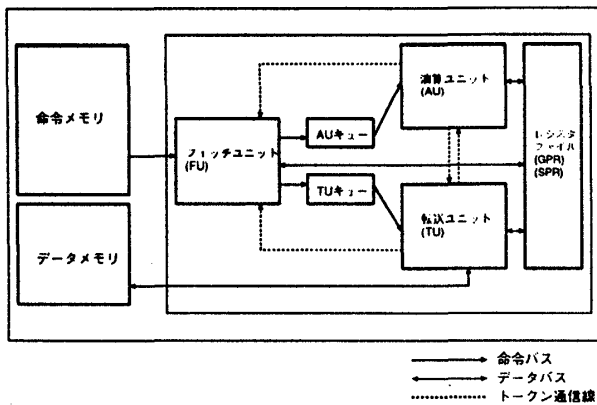 命令メモリ
データメモリ
フェッチユニット
(FU)
AUキュー
TUキュー
演算ユニット
(AU)
転送ユニット
(TU)
レジスタ
ファイル
(GPR)
(SPR)
命令バス
データバス
トークン通信線